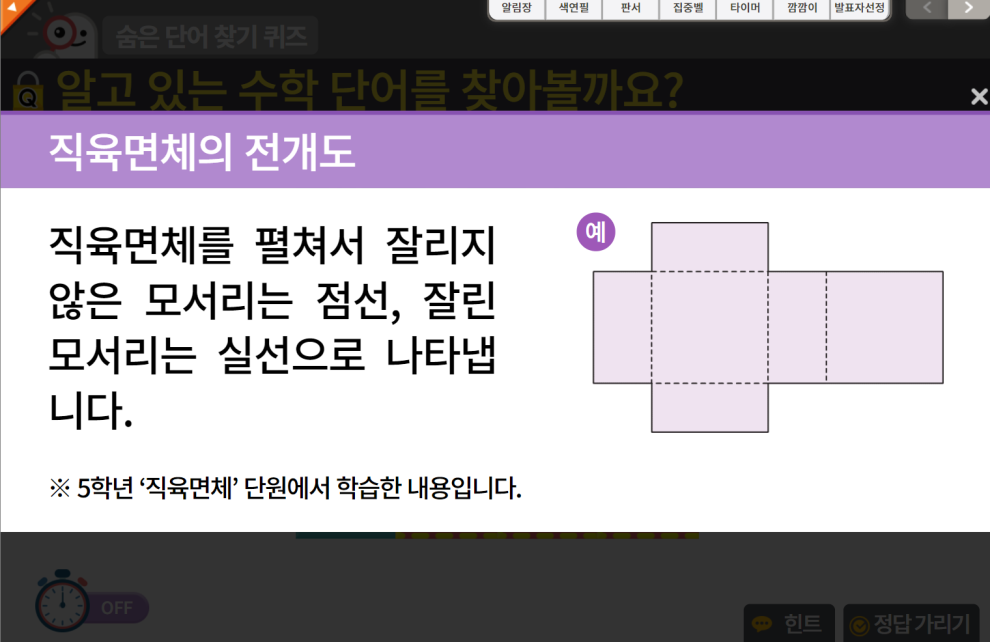 알림장 색연필 판서 집중벨 타이머 깜깜이 발표자선정
숨은 단어 찾기 퀴즈
Q 알고 있는 수학 단어를 찾아볼까요?
직육면체의 전개도
직육면체를 펼쳐서 잘리지
않은 모서리는 점선, 잘린
모서리는 실선으로 나타냅
니다.
예
※ 5학년 ‘직육면체’ 단원에서 학습한 내용입니다.
OFF
힌트
정답 가리기